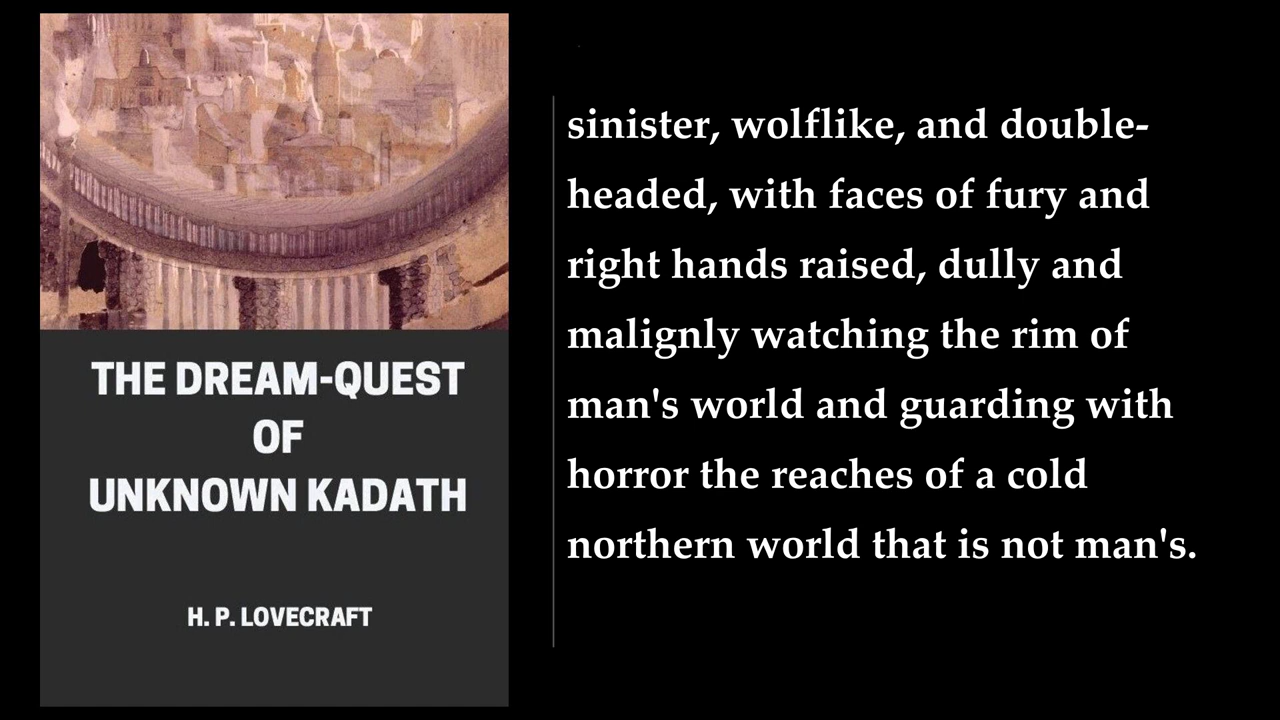 THE DREAM-QUEST
OF
UNKNOWN KADATH
H. P. LOVECRAFT
sinister, wolflike, and double-
headed, with faces of fury and
right hands raised, dully and
malignly watching the rim of
man's world and guarding with
horror the reaches of a cold
northern world that is not man's.